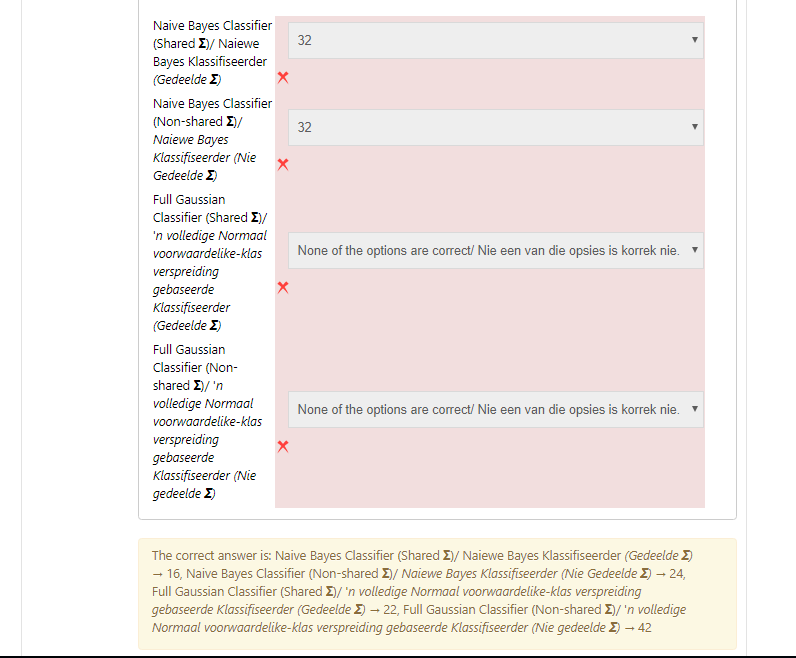 Naive Bayes Classifier
(Shared Σ)/ Naiewe
Bayes Klassifiseerder
(Gedeelde Σ)
32
Naive Bayes Classifier
(Non-shared Σ)/
Naiewe Bayes
Klassifiseerder (Nie
Gedeelde Σ)
32
Full Gaussian
Classifier (Shared Σ)/
'n volledige Normaal
voorwaardelike-klas
verspreiding
gebaseerde
Klassifiseerder
(Gedeelde Σ)
None of the options are correct/ Nie een van die opsies is korrek nie.
Full Gaussian
Classifier (Non-
shared Σ)/ 'n
volledige Normaal
voorwaardelike-klas
verspreiding
gebaseerde
Klassifiseerder (Nie
gedeelde Σ)
None of the options are correct/ Nie een van die opsies is korrek nie.
The correct answer is: Naive Bayes Classifier (Shared Σ)/ Naiewe Bayes Klassifiseerder (Gedeelde Σ)
→ 16, Naive Bayes Classifier (Non-shared Σ)/ Naiewe Bayes Klassifiseerder (Nie Gedeelde Σ) → 24,
Full Gaussian Classifier (Shared Σ)/ 'n volledige Normaal voorwaardelike-klas verspreiding
gebaseerde Klassifiseerder (Gedeelde Σ) → 22, Full Gaussian Classifier (Non-shared Σ)/ 'n volledige
Normaal voorwaardelike-klas verspreiding gebaseerde Klassifiseerder (Nie gedeelde Σ) → 42